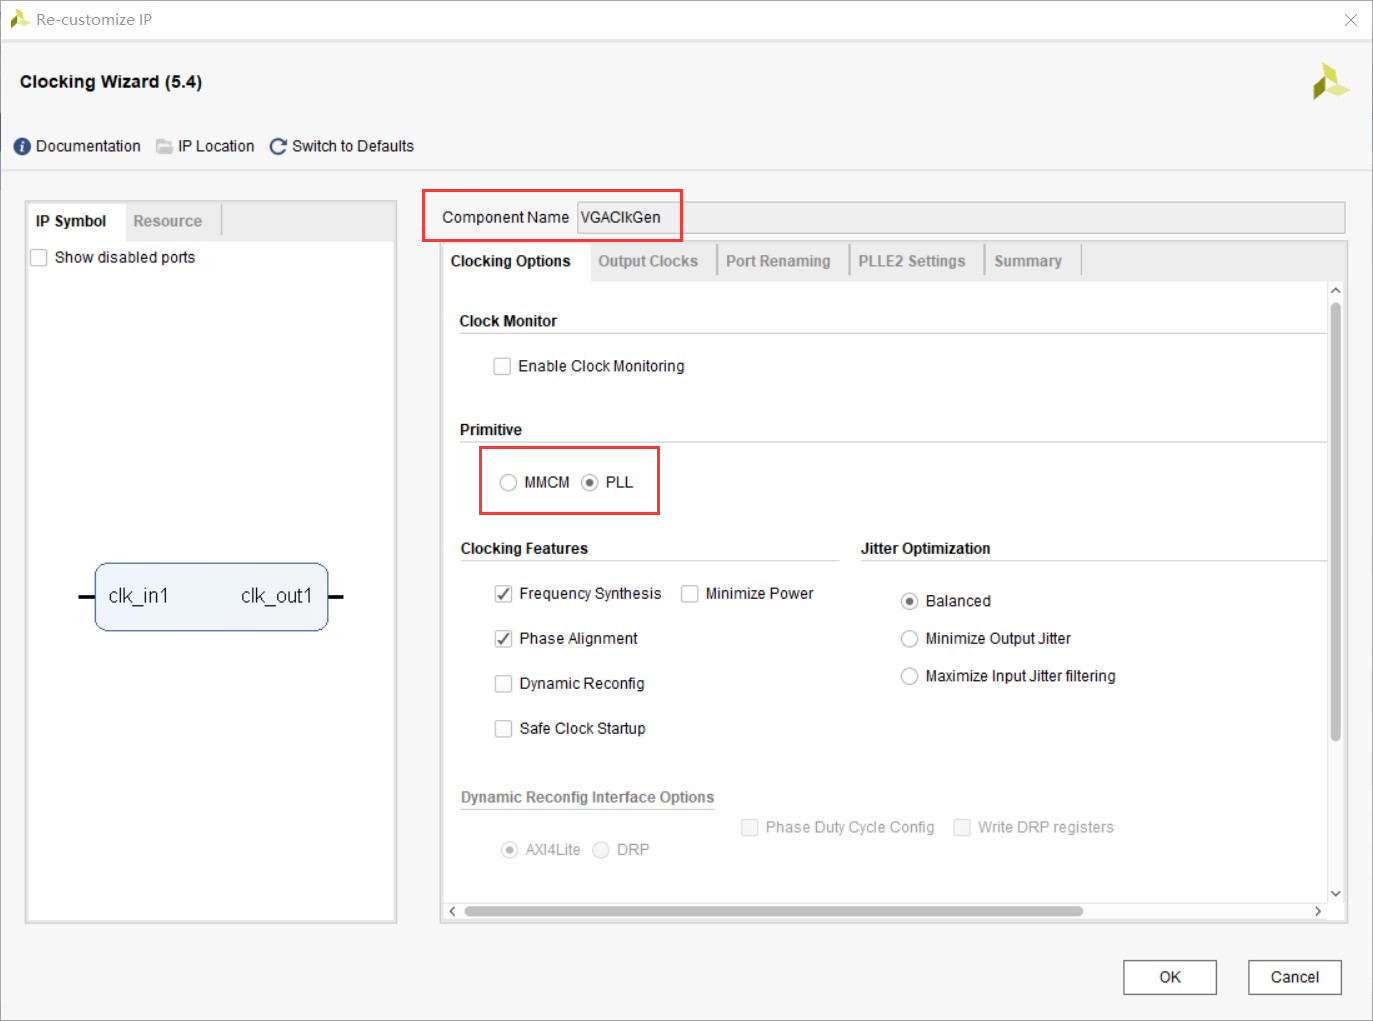 Re-customize IP
Clocking Wizard (5.4)
Documentation IP Location Switch to Defaults
IP Symbol Resource
Show disabled ports
clk_in1 clk_out1
Component Name VGAClkGen
Clocking Options Output Clocks Port Renaming PLLE2 Settings Summary
Clock Monitor
Enable Clock Monitoring
Primitive
MMCM PLL
Clocking Features Jitter Optimization
Frequency Synthesis Minimize Power Balanced
Phase Alignment Minimize Output Jitter
Dynamic Reconfig Maximize Input Jitter filtering
Safe Clock Startup
Dynamic Reconfig Interface Options
Phase Duty Cycle Config Write DRP registers
AXI4Lite DRP
OK Cancel